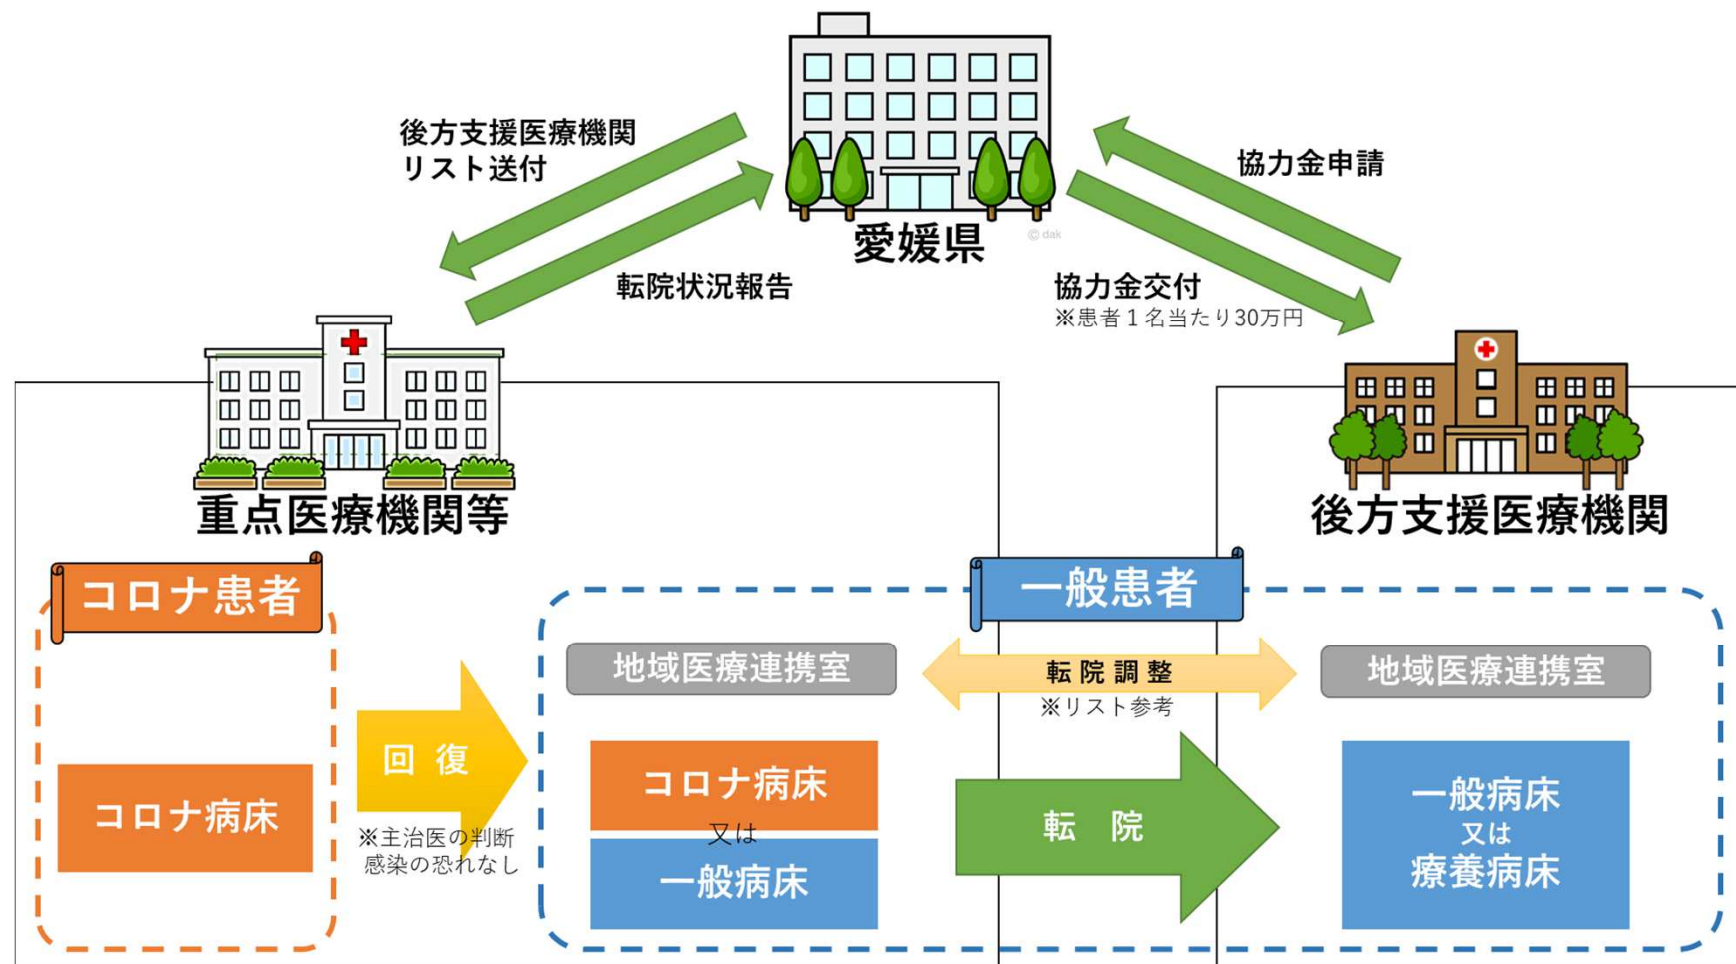 後方支援医療機関
リスト送付
協力金申請
愛媛県
© dak
転院状況報告
協力金交付
※患者１名当たり30万円
重点医療機関等
後方支援医療機関
コロナ患者
一般患者
地域医療連携室
転院調整
※リスト参考
地域医療連携室
コロナ病床
回復
※主治医の判断
感染の恐れなし
コロナ病床
又は
一般病床
転院
一般病床
又は
療養病床